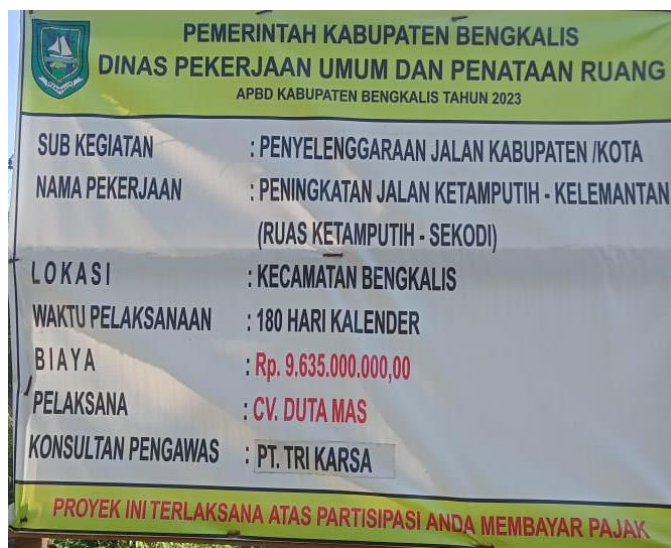 PEMERINTAH KABUPATEN BENGKALIS
DINAS PEKERJAAN UMUM DAN PENATAAN RUANG
APBD KABUPATEN BENGKALIS TAHUN 2023
SUB KEGIATAN : PENYELENGGARAAN JALAN KABUPATEN /KOTA
NAMA PEKERJAAN : PENINGKATAN JALAN KETAMPUTIH - KELEMANTAN
(RUAS KETAMPUTIH - SEKODI)
LOKASI : KECAMATAN BENGKALIS
WAKTU PELAKSANAAN : 180 HARI KALENDER
BIAYA : Rp. 9.635.000.000,00
PELAKSANA : CV. DUTA MAS
KONSULTAN PENGAWAS : PT. TRI KARSA
PROYEK INI TERLAKSANA ATAS PARTISIPASI ANDA MEMBAYAR PAJAK